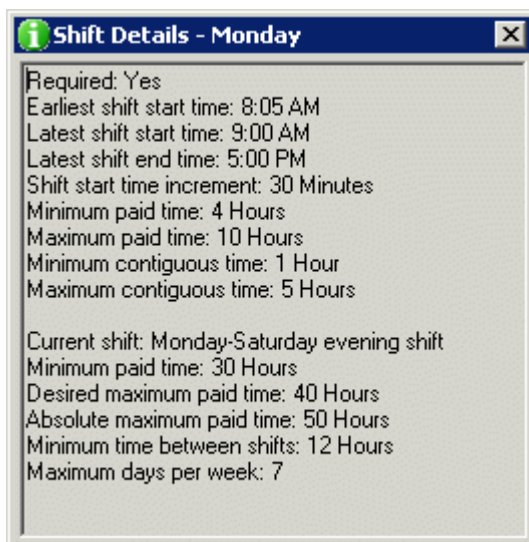 Shift Details - Monday
Required: Yes
Earliest shift start time: 8:05 AM
Latest shift start time: 9:00 AM
Latest shift end time: 5:00 PM
Shift start time increment: 30 Minutes
Minimum paid time: 4 Hours
Maximum paid time: 10 Hours
Minimum contiguous time: 1 Hour
Maximum contiguous time: 5 Hours
Current shift: Monday-Saturday evening shift
Minimum paid time: 30 Hours
Desired maximum paid time: 40 Hours
Absolute maximum paid time: 50 Hours
Minimum time between shifts: 12 Hours
Maximum days per week: 7